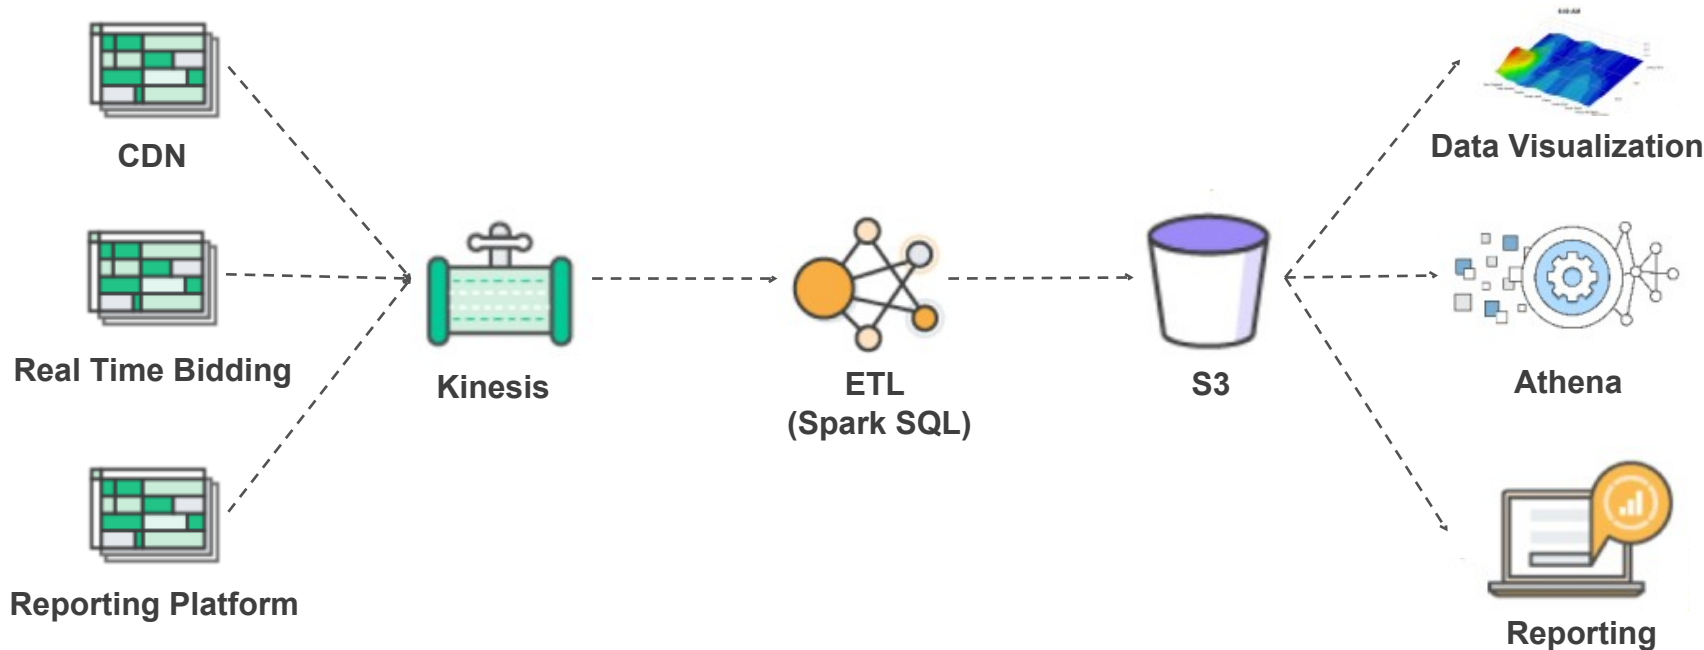 CDN
Real Time Bidding
Reporting Platform
Kinesis
ETL
(Spark SQL)
S3
Data Visualization
Athena
Reporting